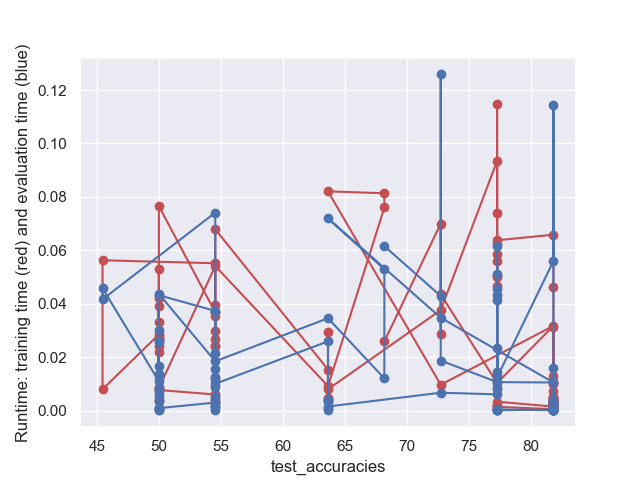 Runtime: training time (red) and evaluation time (blue)
0.12
0.10
0.08
0.06
0.04
0.02
0.00
45 50 55 60 65 70 75 80
test_accuracies